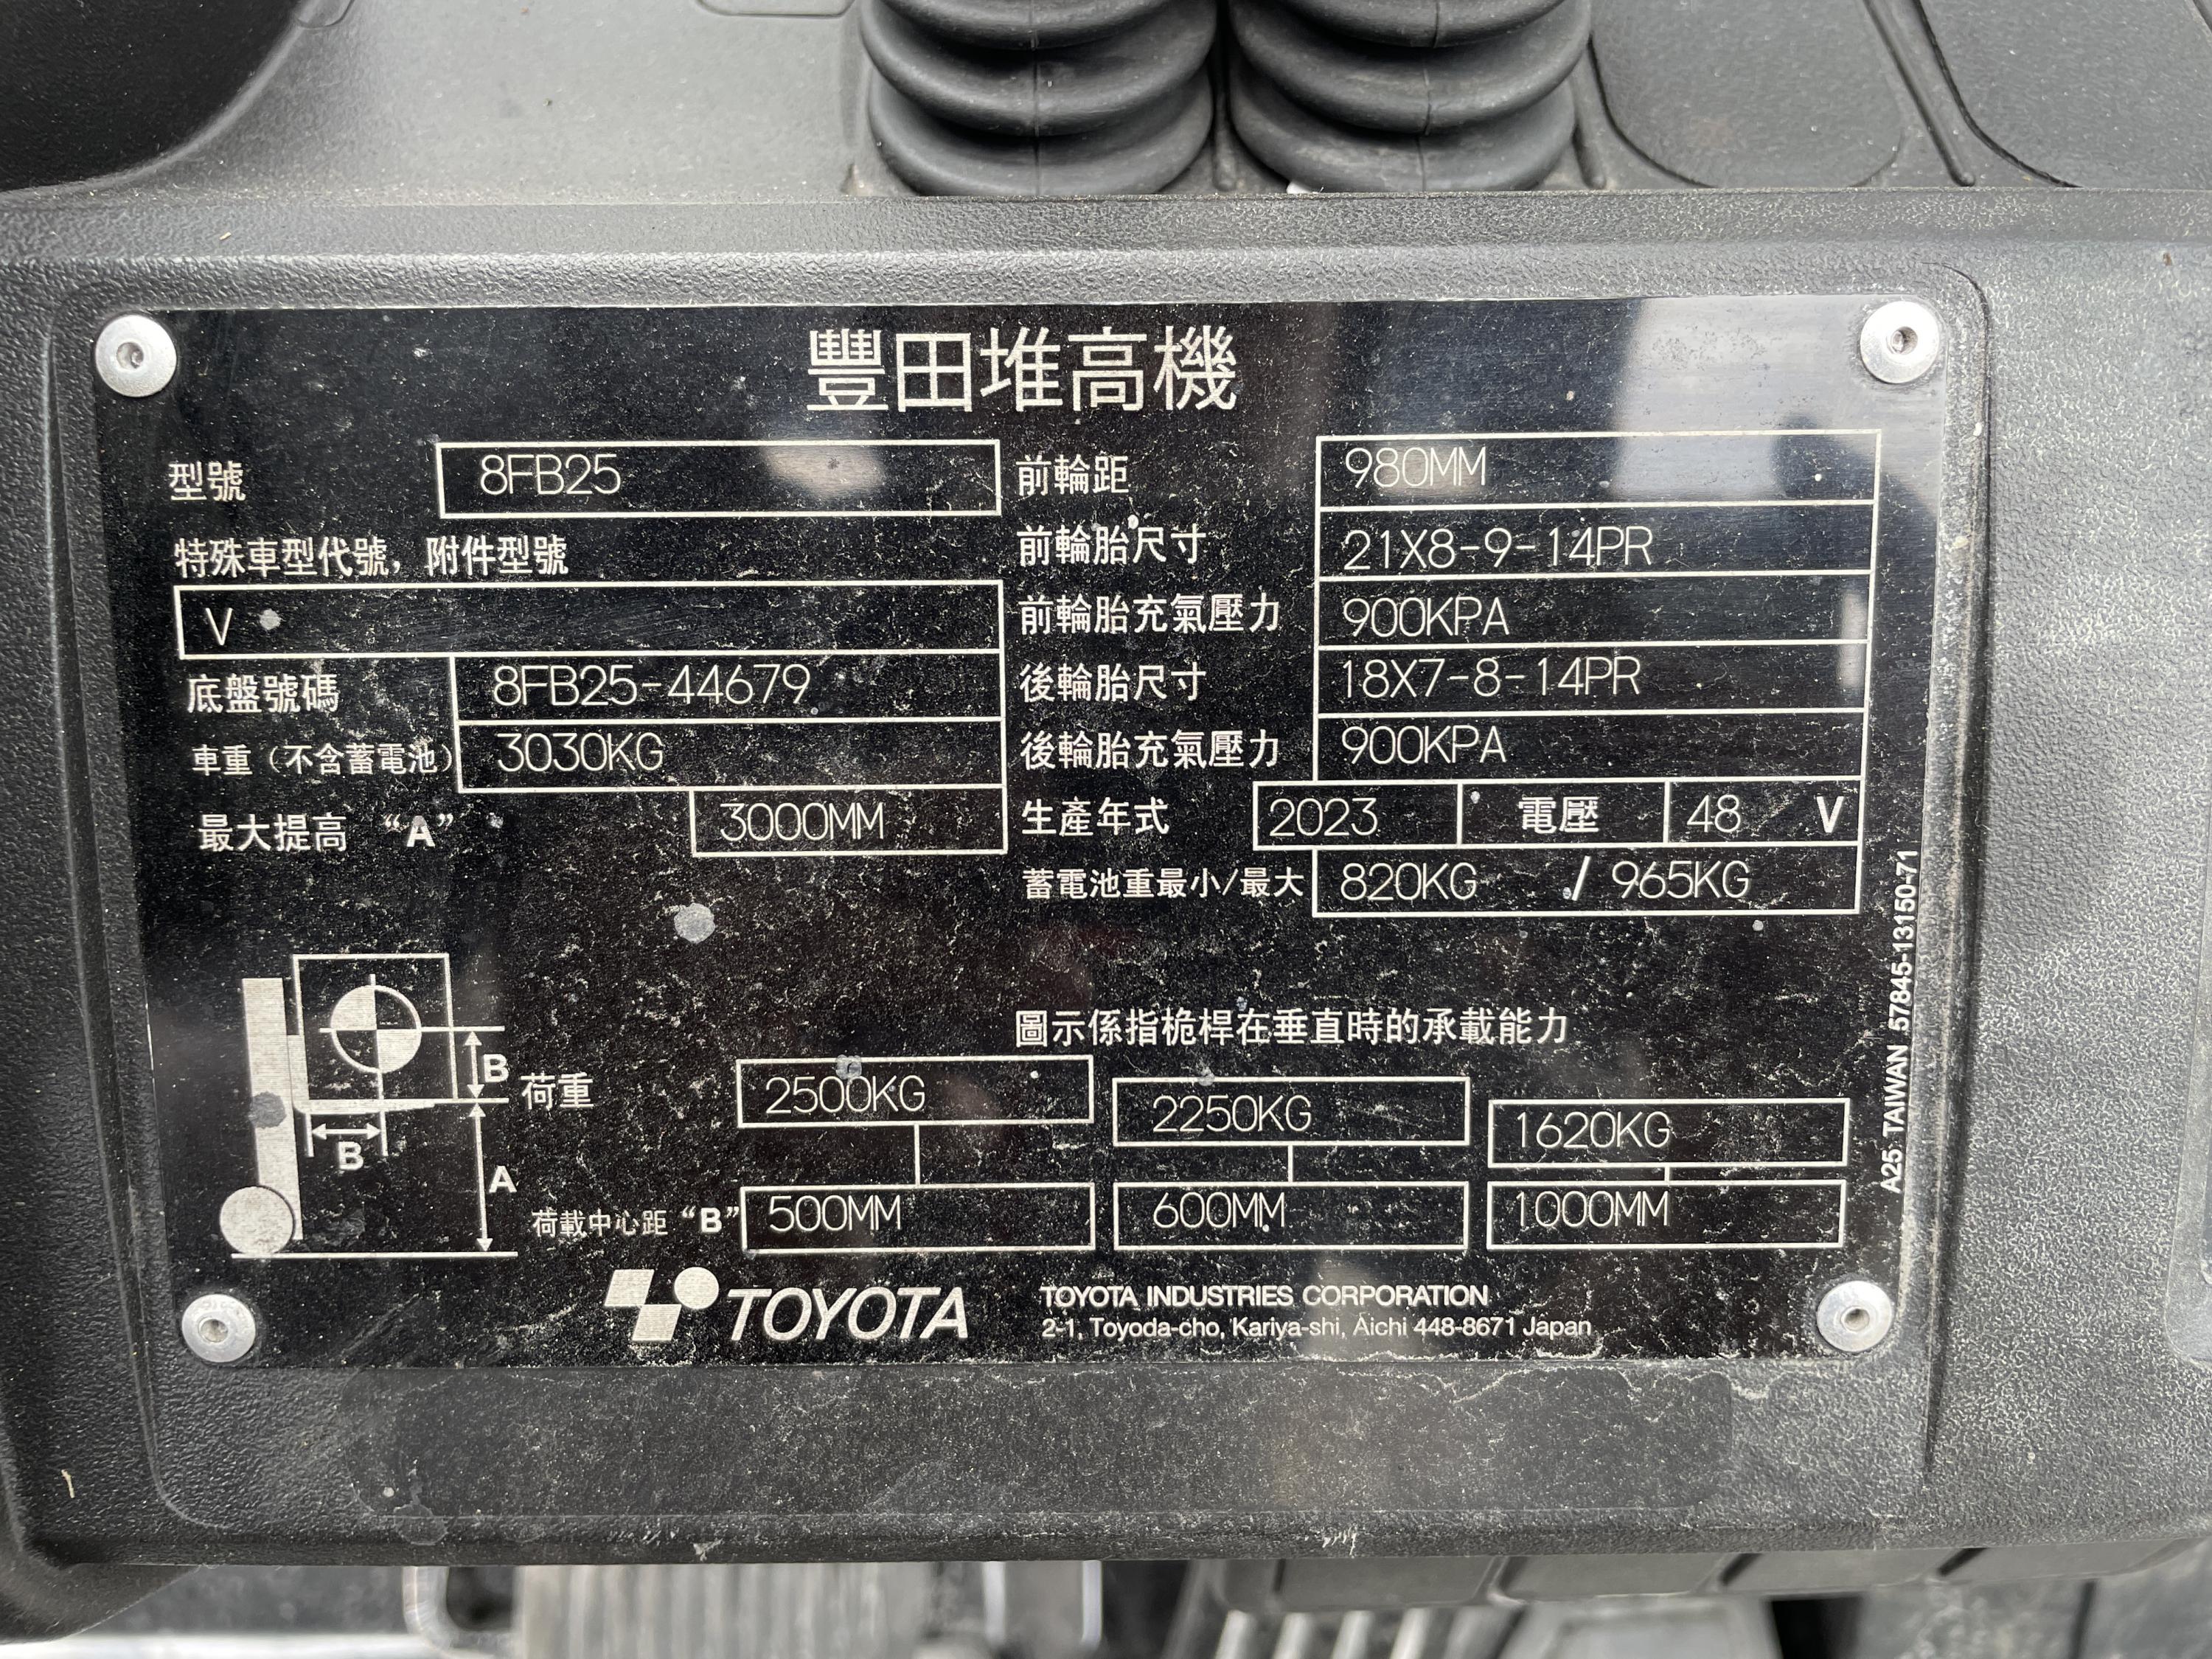 豐田堆高機
型號 8FB25
特殊車型代號，附件型號
V
底盤號碼 8FB25-44679
車重（不含蓄電池） 3030KG
最大提高 “A” 3000MM
前輪距 980MM
前輪胎尺寸 21X8-9-14PR
前輪胎充氣壓力 900KPA
後輪胎尺寸 18X7-8-14PR
後輪胎充氣壓力 900KPA
生產年式 2023 電壓 48 V
蓄電池重最小/最大 820KG / 965KG
圖示係指桅桿在垂直時的承載能力
B
B
A
荷重 2500KG 2250KG 1620KG
荷載中心距 “B” 500MM 600MM 1000MM
TOYOTA
TOYOTA INDUSTRIES CORPORATION
2-1, Toyoda-cho, Kariya-shi, Aichi 448-8671 Japan
A25 TAIWAN 57845-13150-71